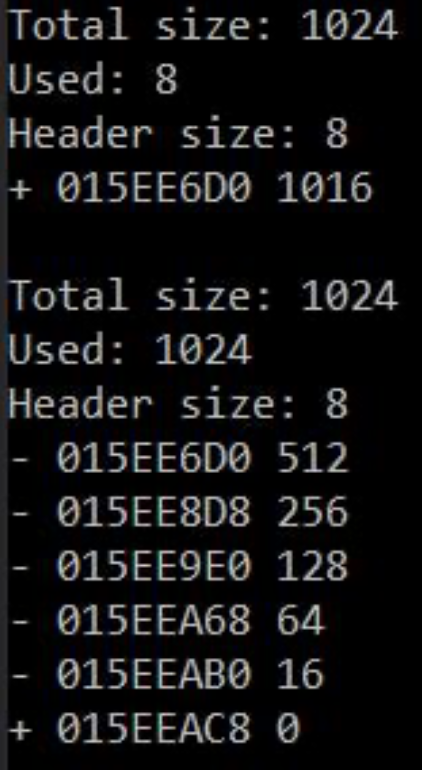 Total size: 1024
Used: 8
Header size: 8
+ 015EE6D0 1016
Total size: 1024
Used: 1024
Header size: 8
- 015EE6D0 512
- 015EE8D8 256
- 015EE9E0 128
- 015EEA68 64
- 015EEAB0 16
+ 015EEAC8 0